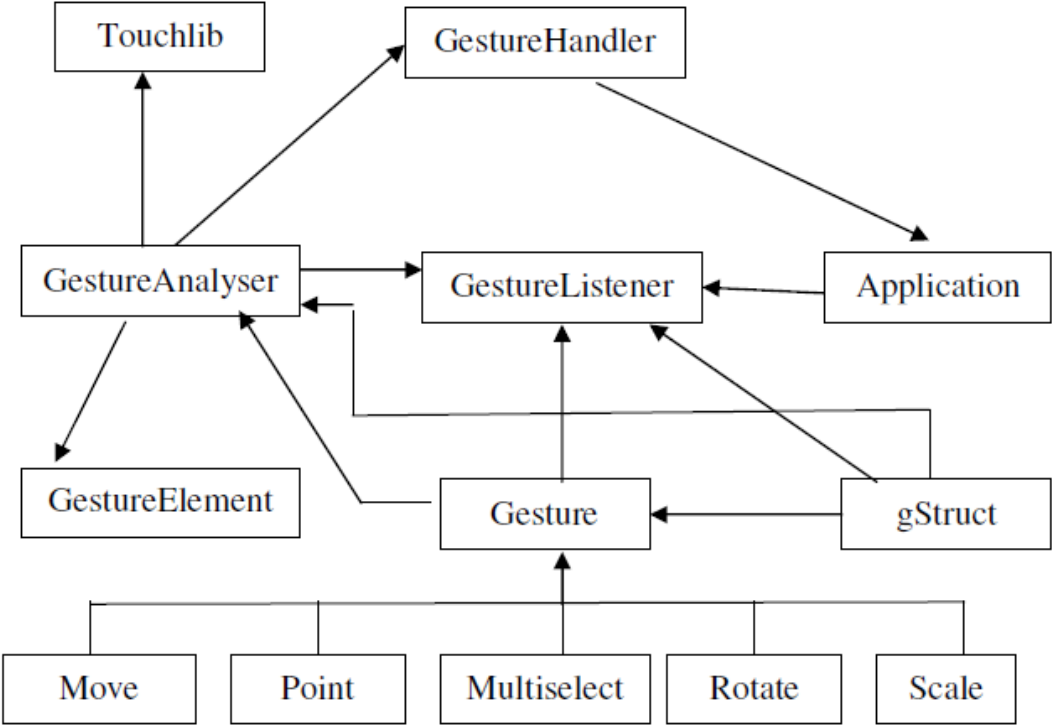 Touchlib
GestureHandler
GestureAnalyser
GestureListener
Application
GestureElement
Gesture
gStruct
Move
Point
Multiselect
Rotate
Scale